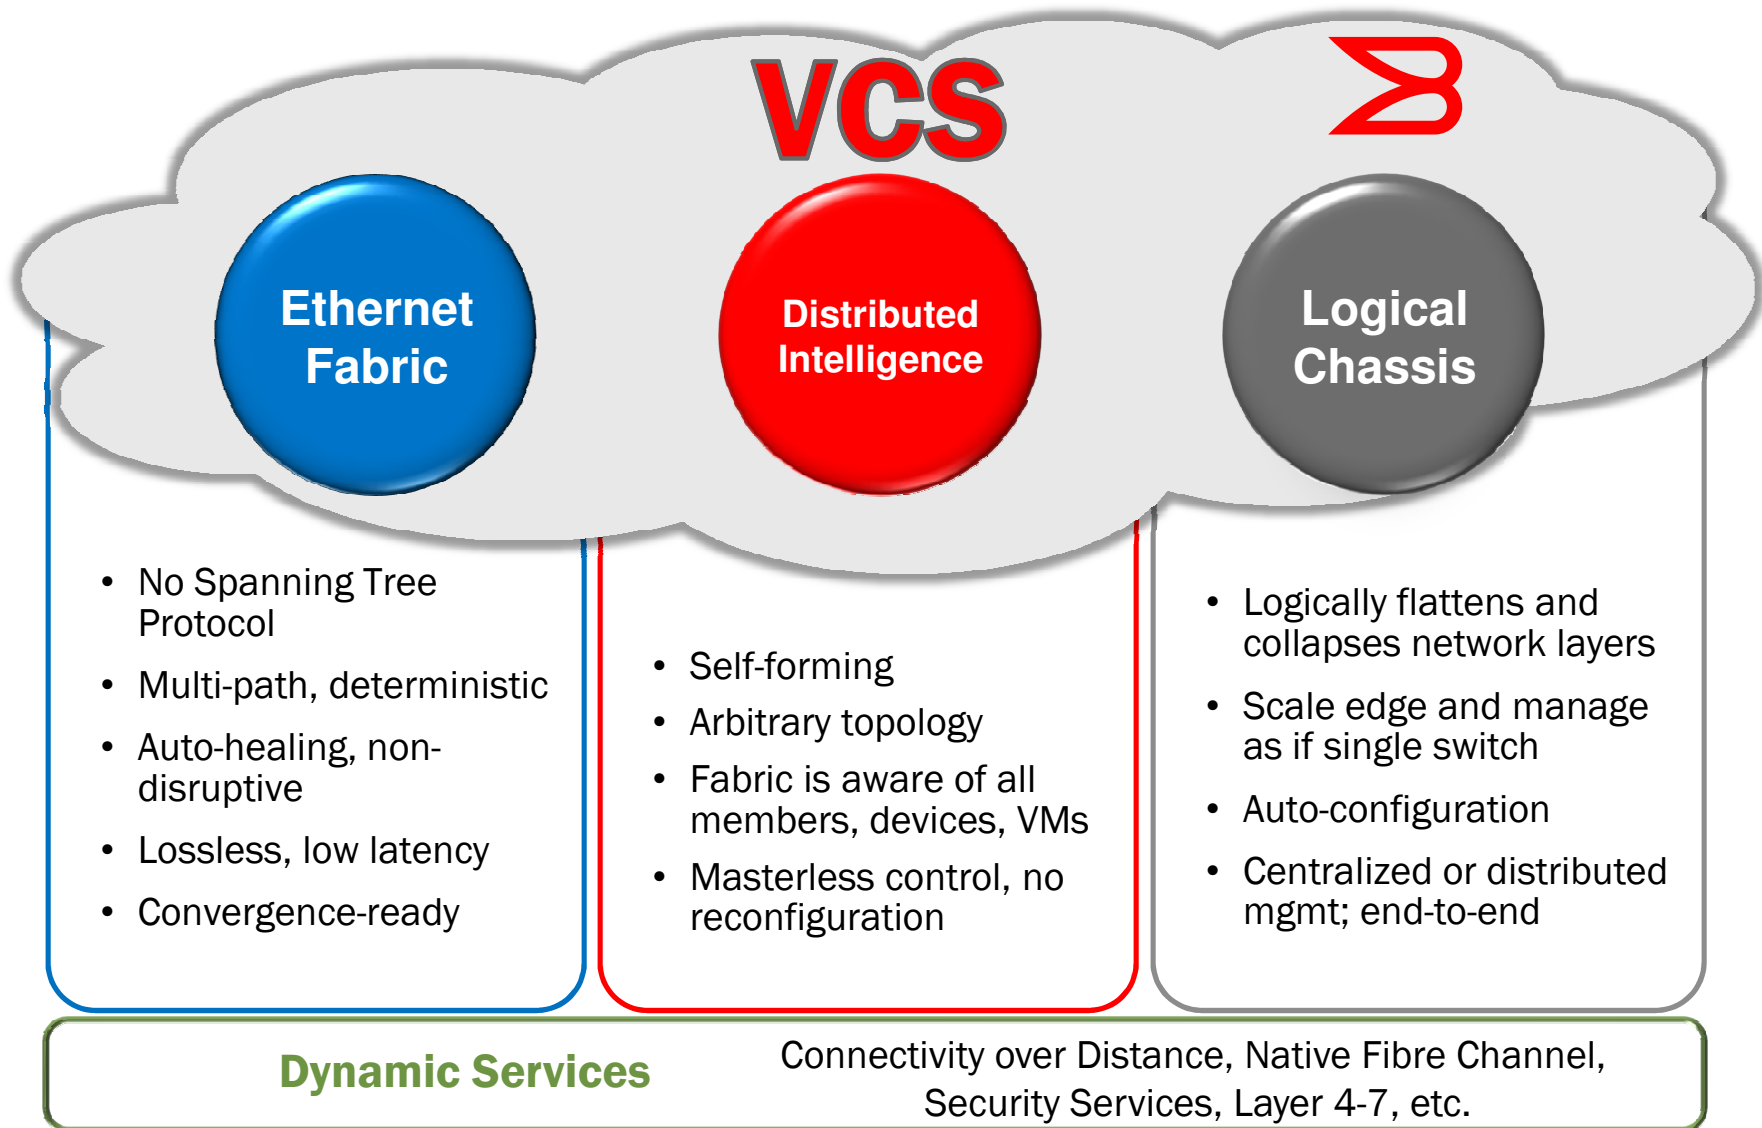 VCS
Ethernet
Fabric
Distributed
Intelligence
Logical
Chassis
• No Spanning Tree
Protocol
• Multi-path, deterministic
• Auto-healing, non-
disruptive
• Lossless, low latency
• Convergence-ready
• Self-forming
• Arbitrary topology
• Fabric is aware of all
members, devices, VMs
• Masterless control, no
reconfiguration
• Logically flattens and
collapses network layers
• Scale edge and manage
as if single switch
• Auto-configuration
• Centralized or distributed
mgmt; end-to-end
Dynamic Services
Connectivity over Distance, Native Fibre Channel,
Security Services, Layer 4-7, etc.